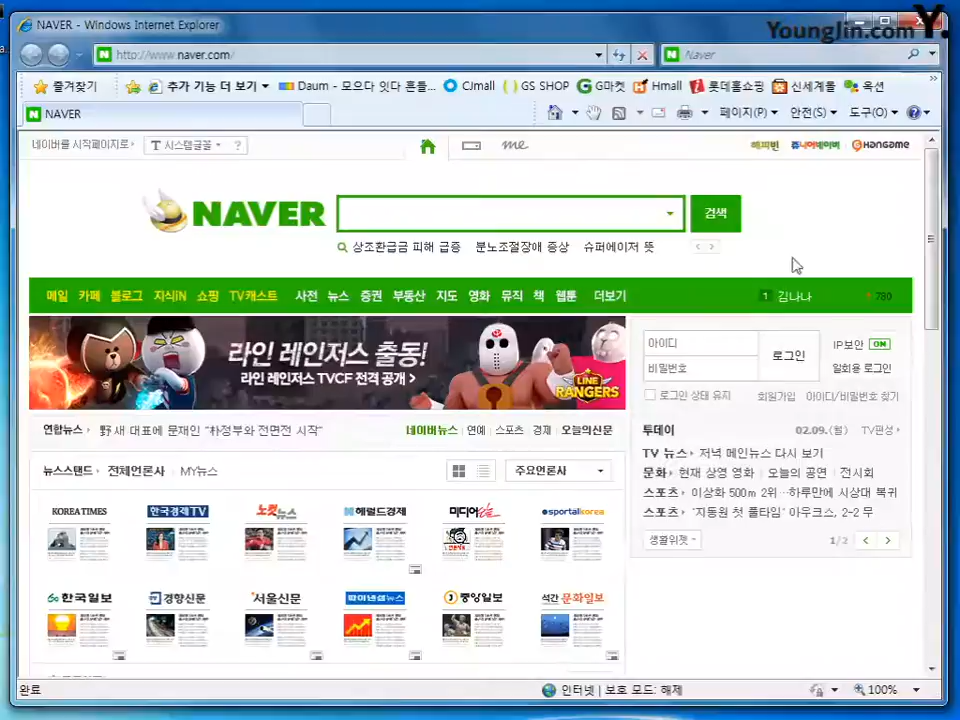 NAVER - Windows Internet Explorer
Younglin.com Y.
http://www.naver.com/
Naver
즐겨찾기 추가 기능 더 보기 Daum - 모으다 잇다 흔들... CJmall GS SHOP G마켓 Hmall 롯데홈쇼핑 신세계몰 옥션
NAVER
페이지(P) 안전(S) 도구(O)
네이버를 시작페이지로 T 시스템글꼴 ? me 해피빈 쥬니어네이버 HANGAME
NAVER 검색
상조환급금 피해 급증 분노조절장애 증상 슈퍼에이저 뜻
메일 카페 블로그 지식iN 쇼핑 TV캐스트 사전 뉴스 증권 부동산 지도 영화 뮤직 책 웹툰 더보기 1 김나나 780
라인 레인저스 출동!
라인 레인저스 TVCF 전격 공개 >
LINE RANGERS
아이디
비밀번호
로그인
IP보안 ON
일회용 로그인
로그인 상태 유지 회원가입 아이디/비밀번호 찾기
연합뉴스 野 새 대표에 문재인 "朴정부와 전면전 시작" 네이버뉴스 연예 스포츠 경제 오늘의신문
투데이 02.09.(월) TV편성
TV 뉴스 저녁 메인뉴스 다시 보기
문화 현재 상영 영화 오늘의 공연 전시회
스포츠 이상화 500m 2위…하루만에 시상대 복귀
스포츠 '지동원 첫 풀타임' 아우크스, 2-2 무
생활위젯 1/2
뉴스스탠드 전체언론사 MY뉴스 주요언론사
KOREA TIMES 한국경제TV 노컷뉴스 헤럴드경제 미디어오늘 sportalkorea
한국일보 경향신문 서울신문 파이낸셜뉴스 중앙일보 석간 문화일보
완료 인터넷 | 보호 모드: 해제 100%